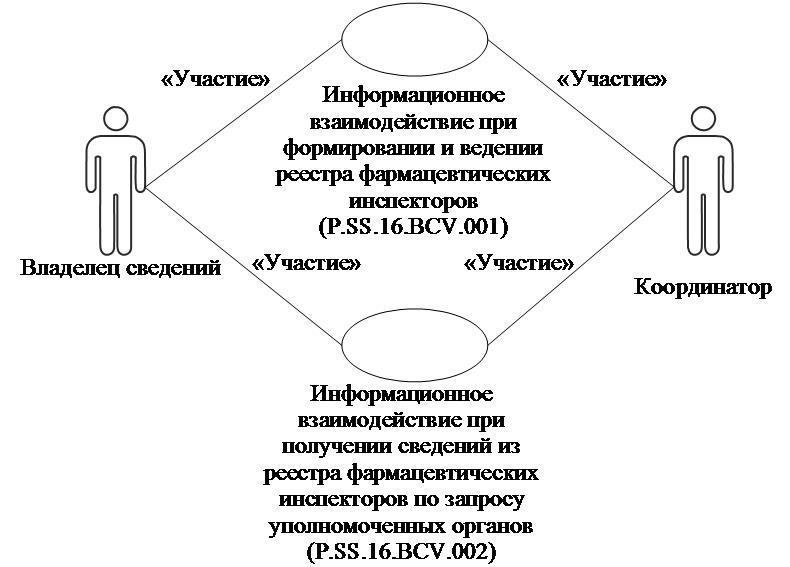 «Участие»
«Участие»
Информационное
взаимодействие при
формировании и ведении
реестра фармацевтических
инспекторов
(P.SS.16.BCV.001)
Владелец сведений
«Участие»
«Участие»
Координатор
Информационное
взаимодействие при
получении сведений из
реестра фармацевтических
инспекторов по запросу
уполномоченных органов
(P.SS.16.BCV.002)